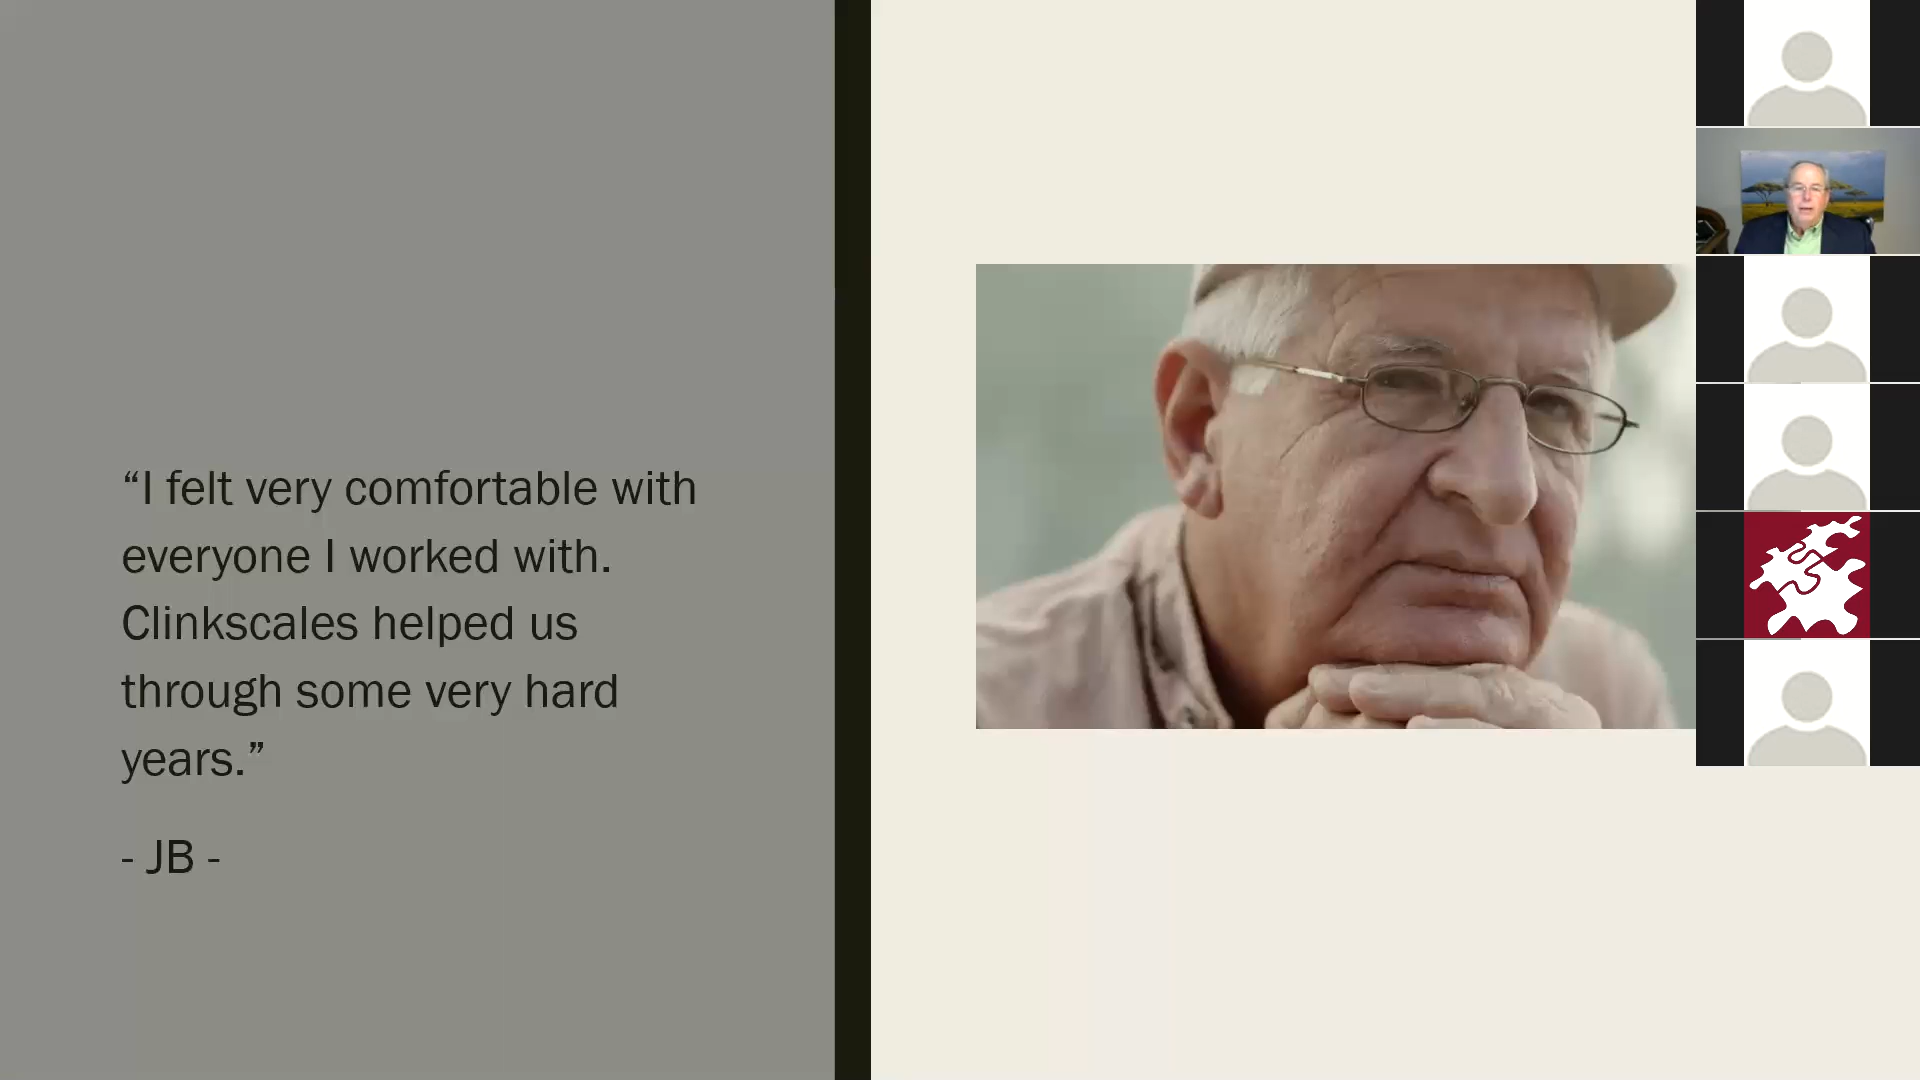 “I felt very comfortable with
everyone I worked with.
Clinkscales helped us
through some very hard
years.”
- JB -